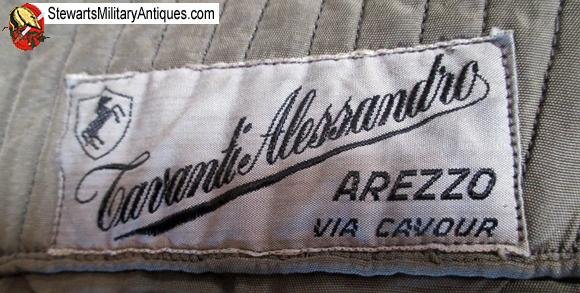 StewartsMilitaryAntiques.com
Tavanti Alessandro
AREZZO
VIA CAVOUR